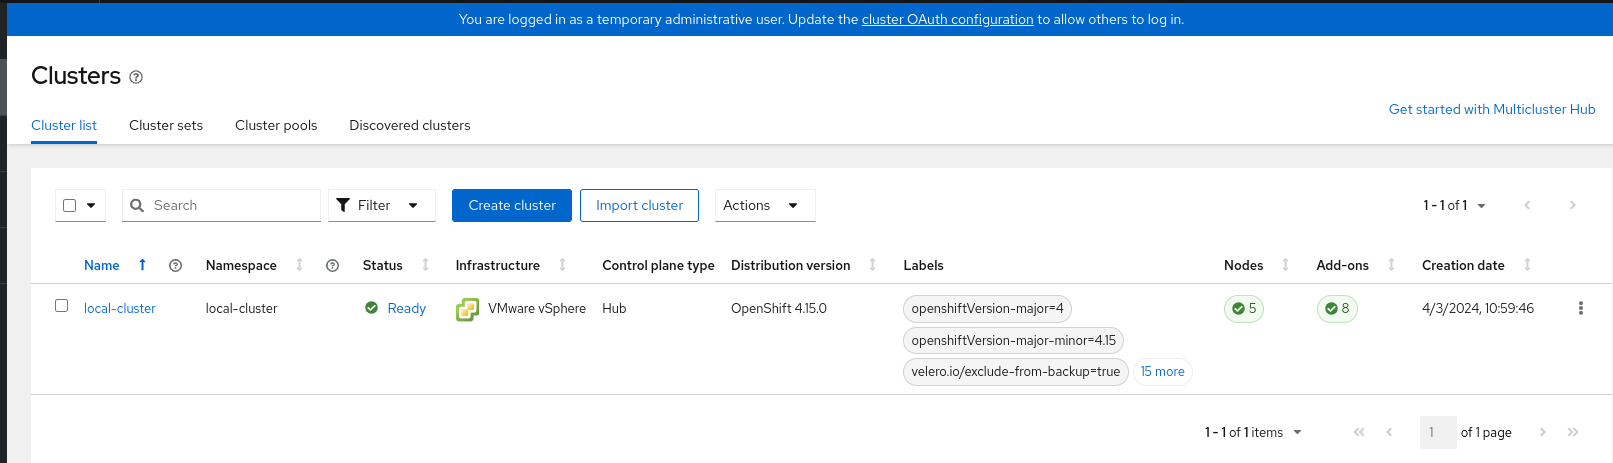 You are logged in as a temporary administrative user. Update the cluster OAuth configuration to allow others to log in.
Clusters
Get started with Multicluster Hub
Cluster list Cluster sets Cluster pools Discovered clusters
Search Filter Create cluster Import cluster Actions 1 - 1 of 1
Name Namespace Status Infrastructure Control plane type Distribution version Labels Nodes Add-ons Creation date
local-cluster local-cluster Ready VMware vSphere Hub OpenShift 4.15.0 openshiftVersion-major=4 5 8 4/3/2024, 10:59:46
openshiftVersion-major-minor=4.15
velero.io/exclude-from-backup=true 15 more
1 - 1 of 1 items 1 of 1 page